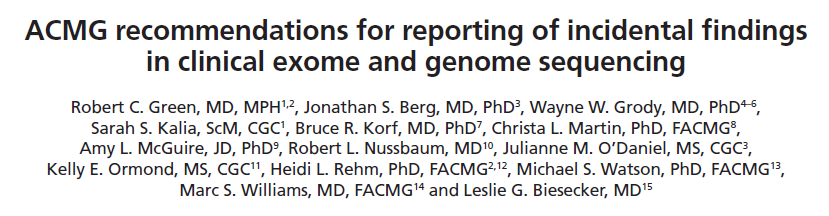 ACMG recommendations for reporting of incidental findings
in clinical exome and genome sequencing
Robert C. Green, MD, MPH¹,², Jonathan S. Berg, MD, PhD³, Wayne W. Grody, MD, PhD⁴⁻⁶,
Sarah S. Kalia, ScM, CGC¹, Bruce R. Korf, MD, PhD⁷, Christa L. Martin, PhD, FACMG⁸,
Amy L. McGuire, JD, PhD⁹, Robert L. Nussbaum, MD¹⁰, Julianne M. O’Daniel, MS, CGC³,
Kelly E. Ormond, MS, CGC¹¹, Heidi L. Rehm, PhD, FACMG²,¹², Michael S. Watson, PhD, FACMG¹³,
Marc S. Williams, MD, FACMG¹⁴ and Leslie G. Biesecker, MD¹⁵